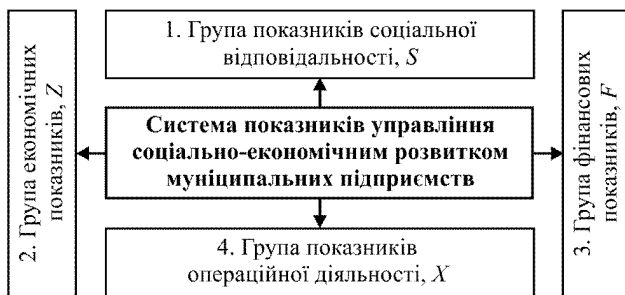 1. Група показників соціальної
відповідальності, S
2. Група економічних
показників, Z
Система показників управління
соціально-економічним розвитком
муніципальних підприємств
3. Група фінансових
показників, F
4. Група показників
операційної діяльності, X